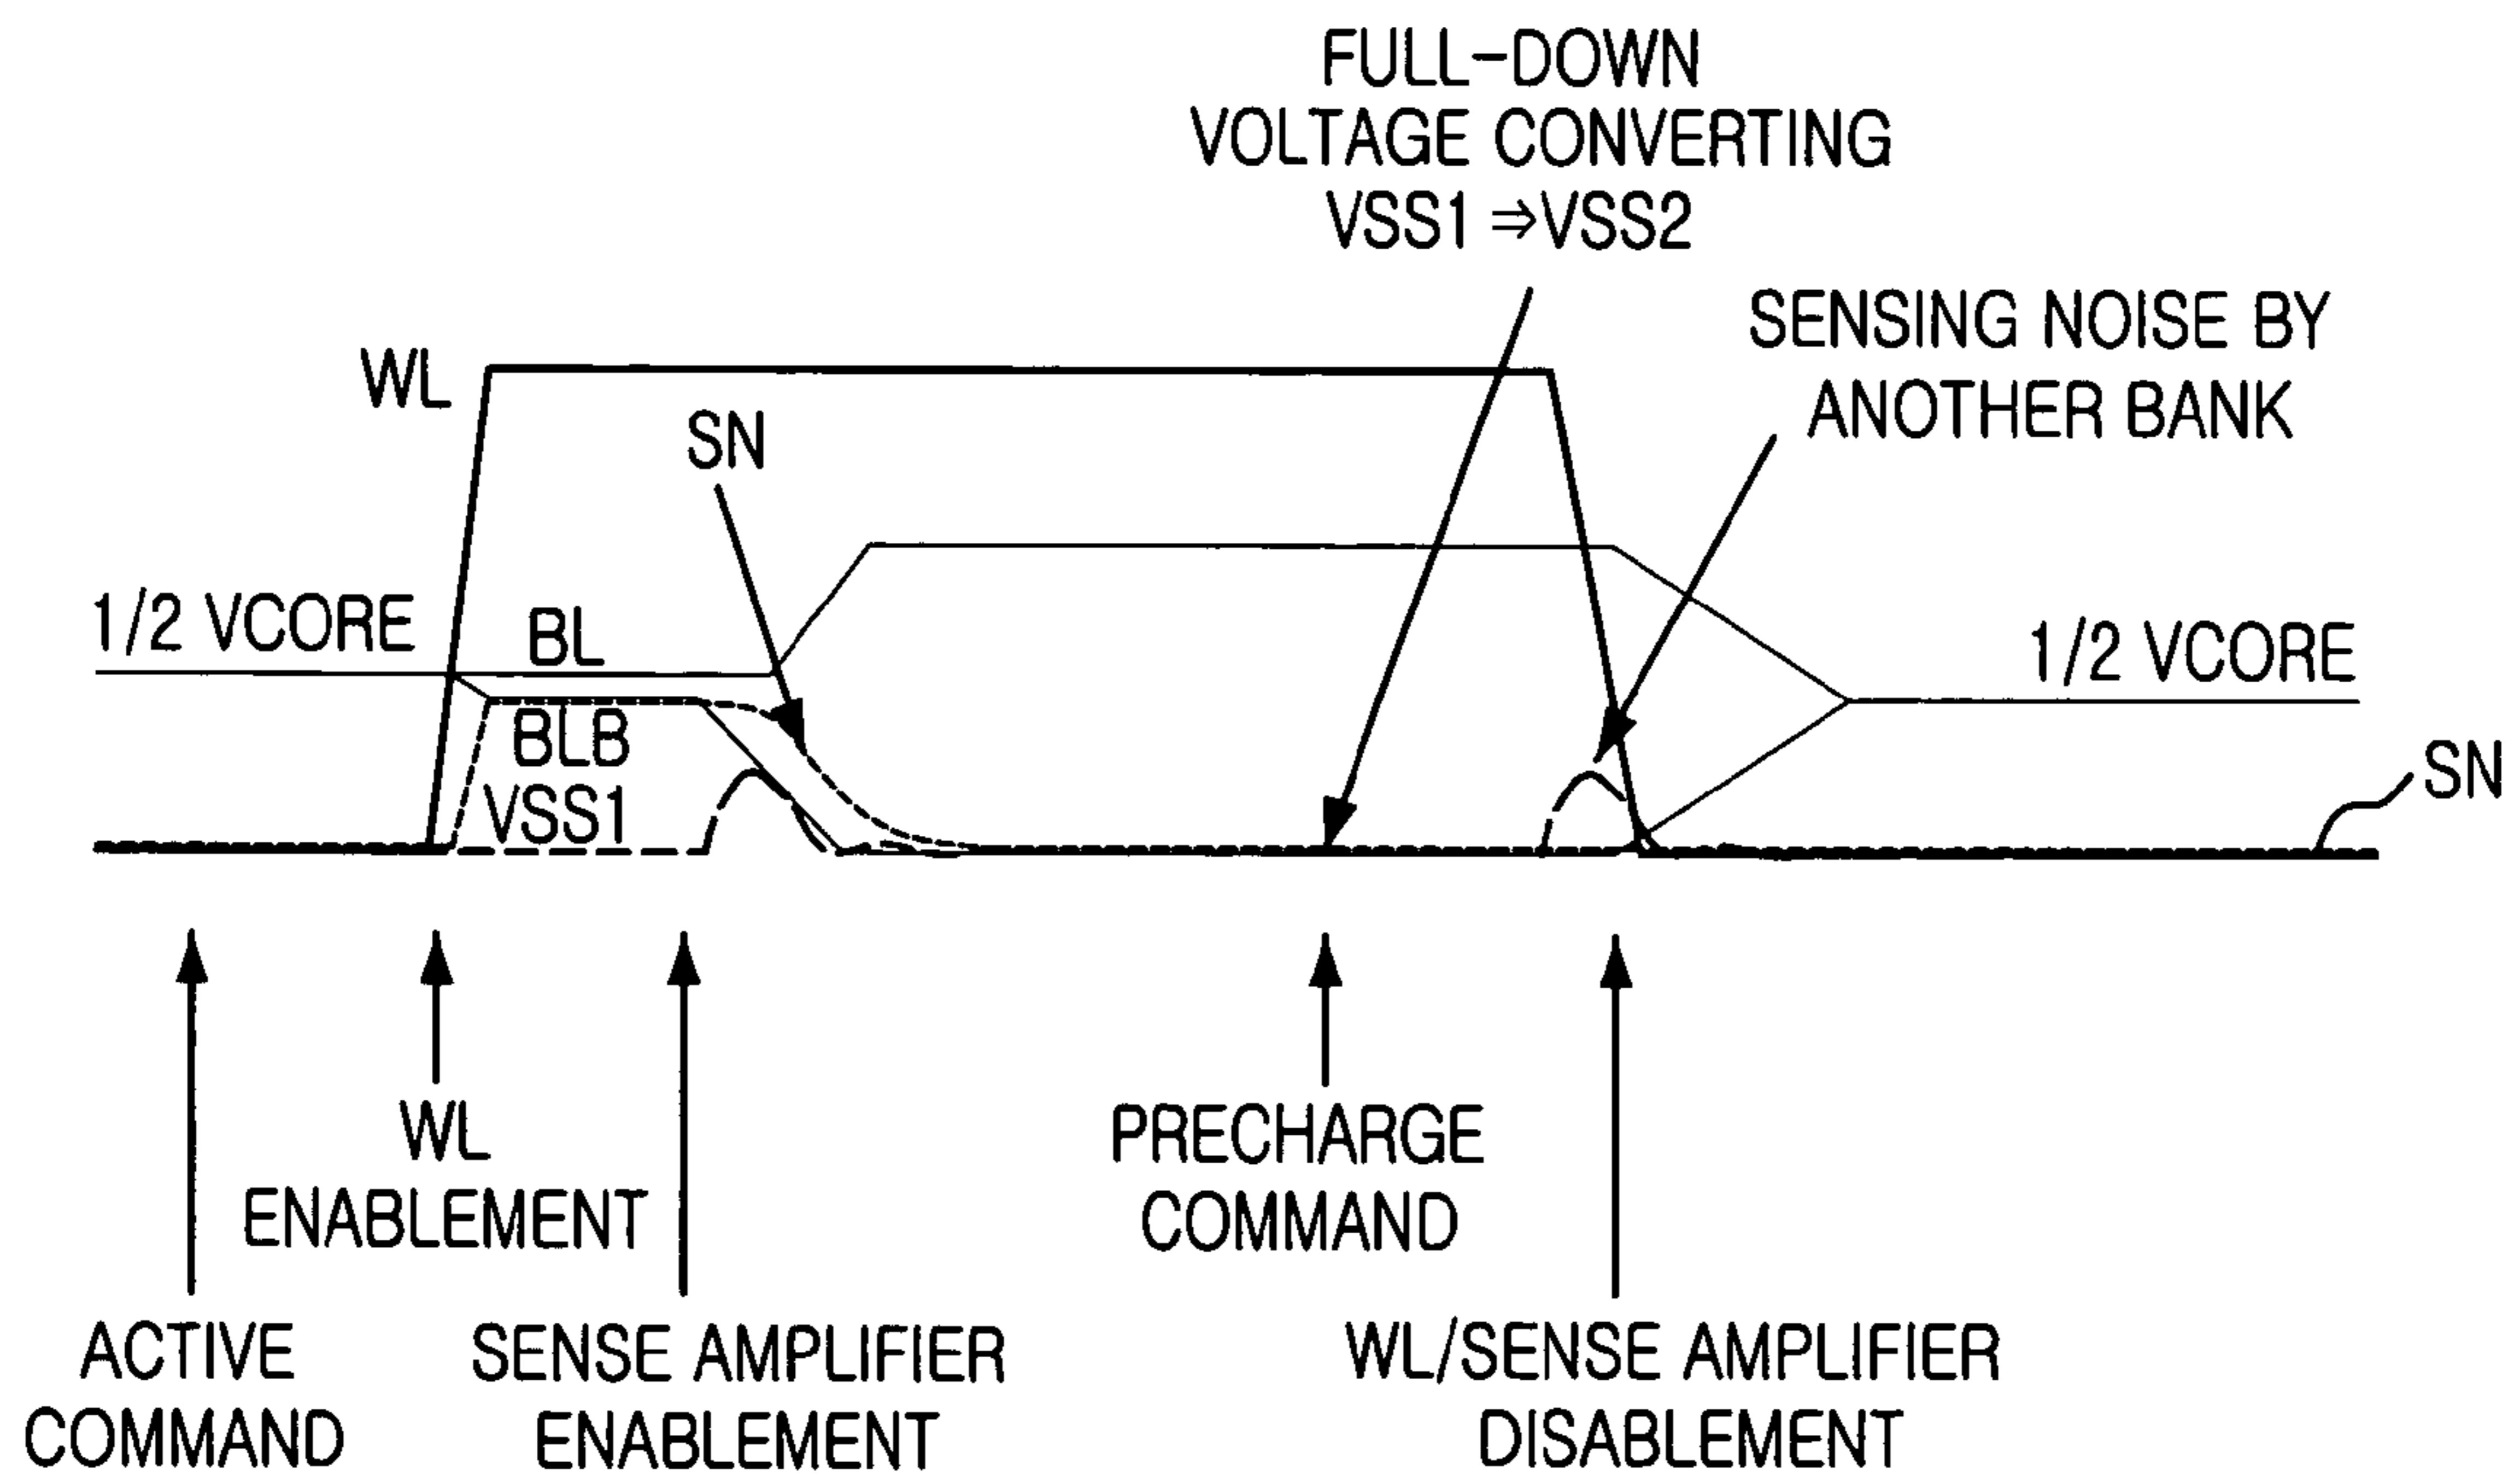 FULL-DOWN
VOLTAGE CONVERTING
VSS1 ⇒ VSS2
SENSING NOISE BY
ANOTHER BANK
WL
SN
1/2 VCORE
BL
1/2 VCORE
BLB
VSS1
SN
WL
ENABLEMENT
PRECHARGE
COMMAND
ACTIVE
COMMAND
SENSE AMPLIFIER
ENABLEMENT
WL/SENSE AMPLIFIER
DISABLEMENT